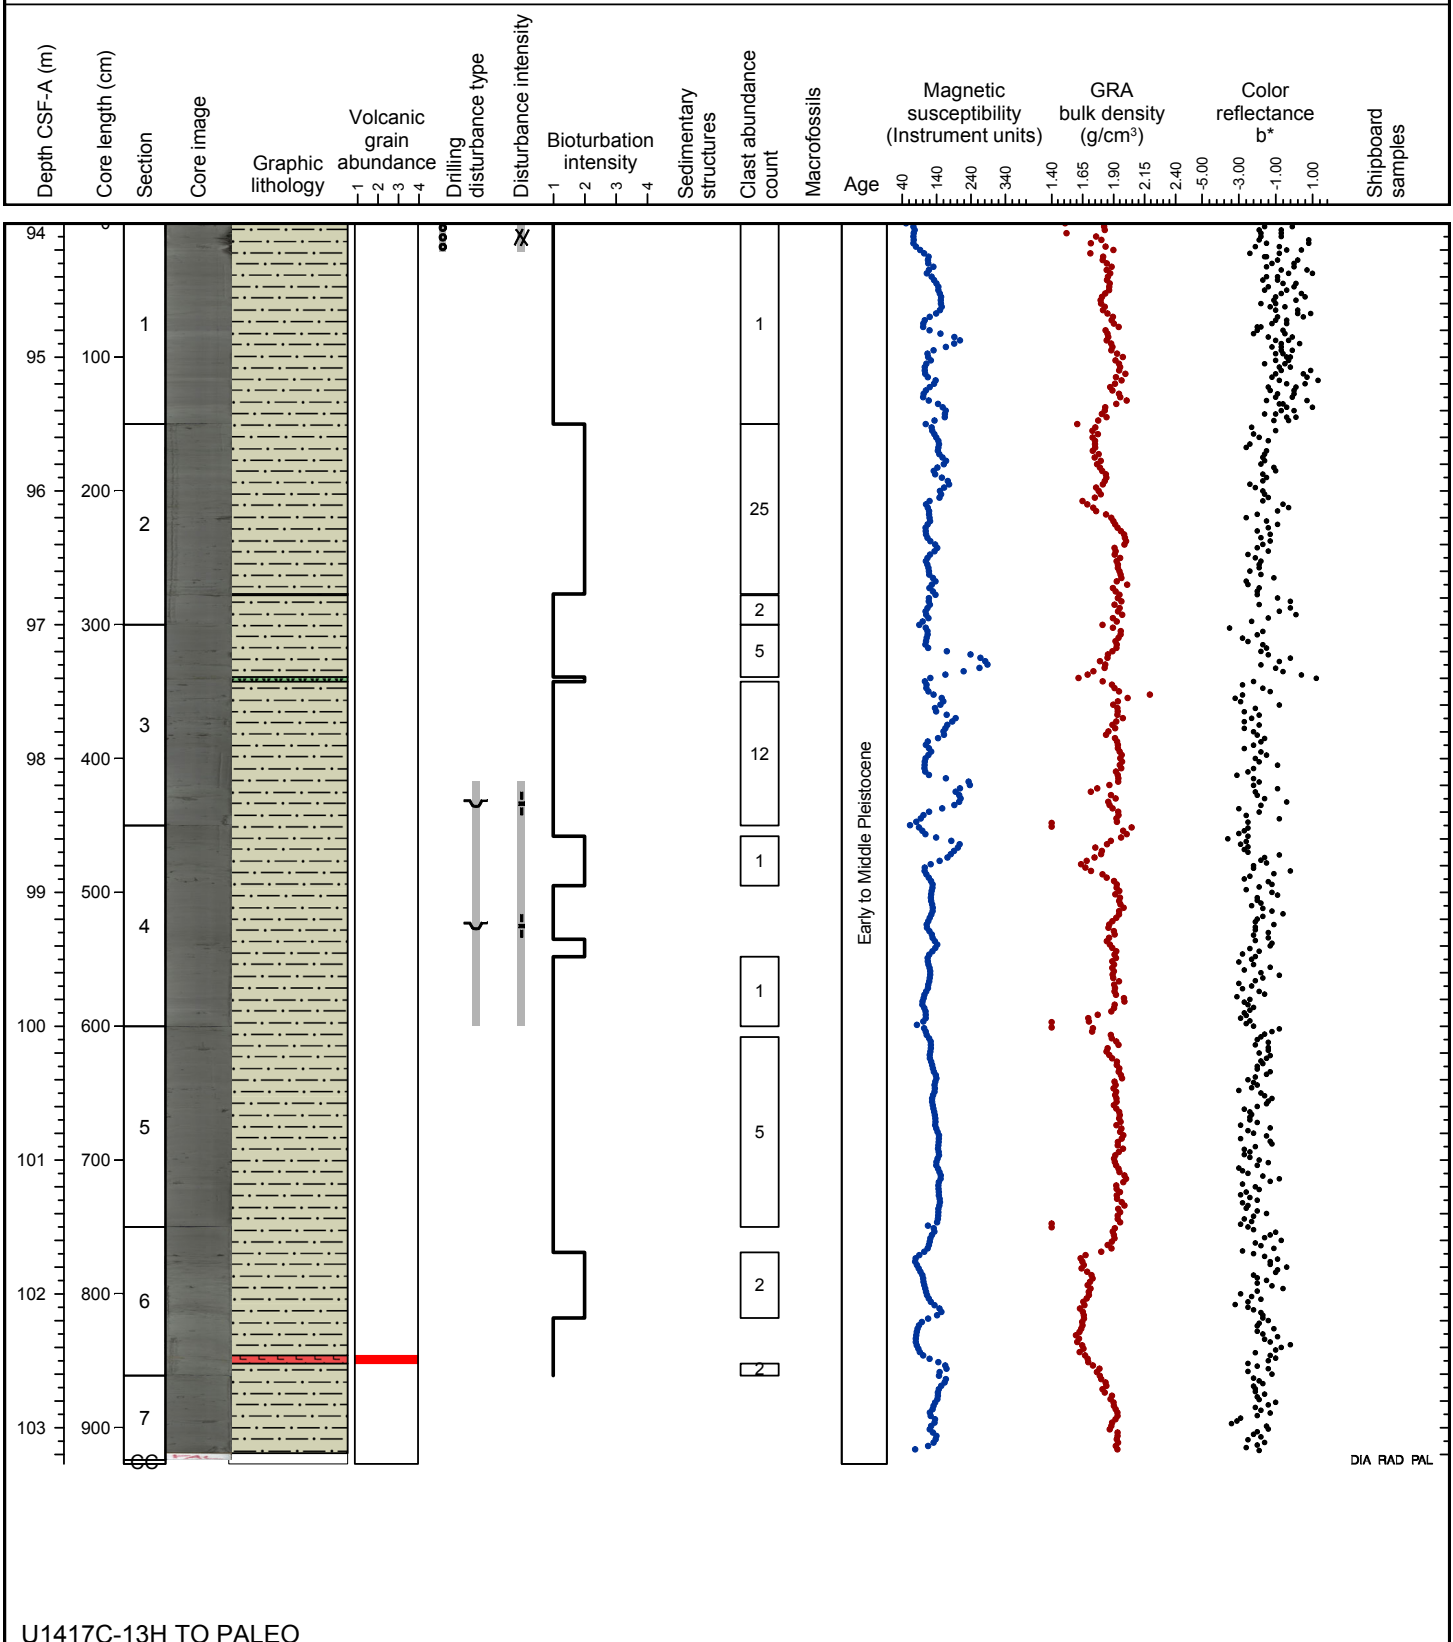 Depth CSF-A (m)
Core length (cm)
Section
Core image
Graphic
lithology
Volcanic
grain
abundance
1 2 3 4
Drilling
disturbance type
Disturbance intensity
Bioturbation
intensity
1 2 3 4
Sedimentary
structures
Clast abundance
count
Macrofossils
Age
Magnetic
susceptibility
(Instrument units)
40 140 240 340
GRA
bulk density
(g/cm³)
1.40 1.65 1.90 2.15 2.40
Color
reflectance
b*
-5.00 -3.00 -1.00 1.00
Shipboard
samples
94 0
1 1
95 100
96 200
2 25
2
97 300
5
3
98 400 12
Early to Middle Pleistocene
1
99 500
4
1
100 600
5 5
101 700
2
102 800
6
2
7
103 900
CC
DIA RAD PAL
U1417C-13H TO PALEO